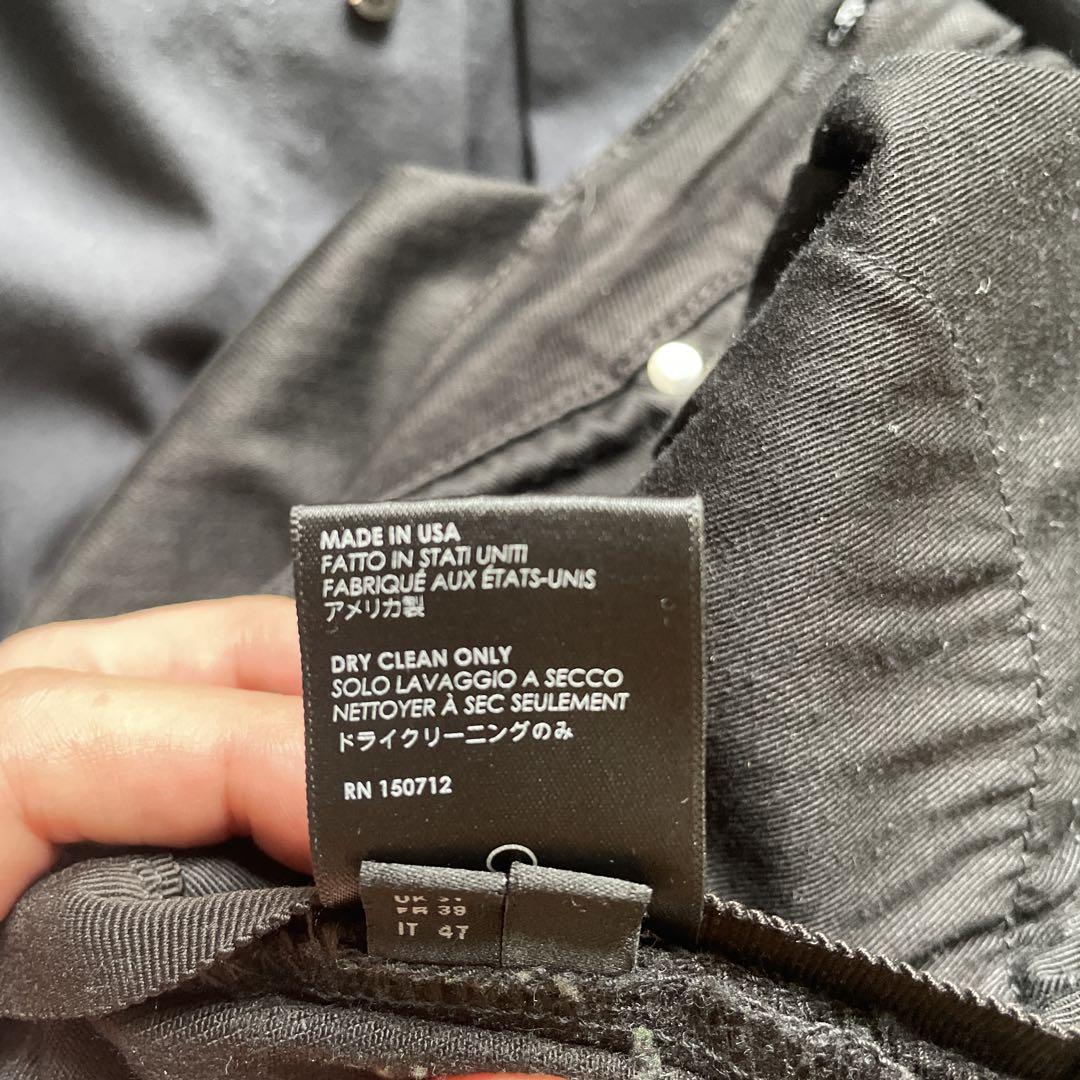 MADE IN USA
FATTO IN STATI UNITI
FABRIQUÉ AUX ÉTATS-UNIS
アメリカ製
DRY CLEAN ONLY
SOLO LAVAGGIO A SECCO
NETTOYER À SEC SEULEMENT
ドライクリーニングのみ
RN 150712
FR 39
IT 47